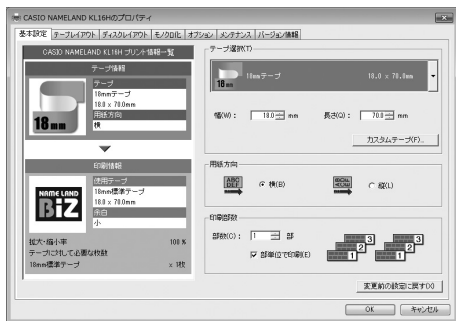 CASIO NAMELAND KL16Hのプロパティ
基本設定 テープレイアウト ディスクレイアウト モノクロ化 オプション メンテナンス バージョン情報
CASIO NAMELAND KL16H プリント情報一覧
テープ情報
18mm
テープ
18mmテープ
18.0 x 70.0mm
用紙方向
横
印刷情報
NAME LAND
BiZ
使用テープ
18mm標準テープ
18.0 x 70.0mm
余白
小
拡大・縮小率 100 %
テープに対して必要な枚数
18mm標準テープ x 1枚
テープ選択(T)
18mm
18mmテープ 18.0 x 70.0mm
幅(W): 18.0 mm 長さ(Q): 70.0 mm
カスタムテープ(F)...
用紙方向
ABC
DEF
横(B)
縦(L)
印刷部数
部数(C): 1 部
部単位で印刷(E)
3 3
2 2
1 1
変更前の設定に戻す(X)
OK キャンセル